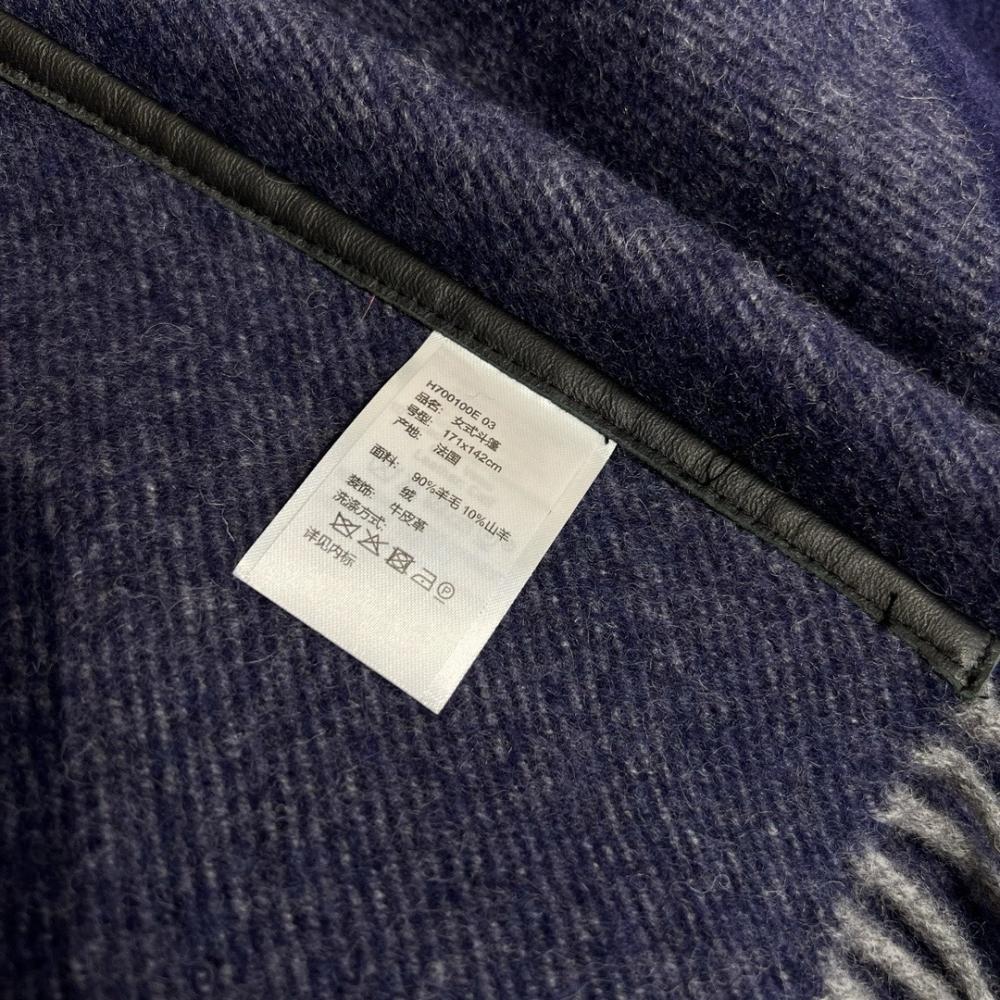 H700100E 03
品名: 女式斗篷
号型: 171x142cm
产地: 法国
面料: 90%羊毛 10%山羊
绒
装饰: 牛皮革
洗涤方式:
P
详见内标